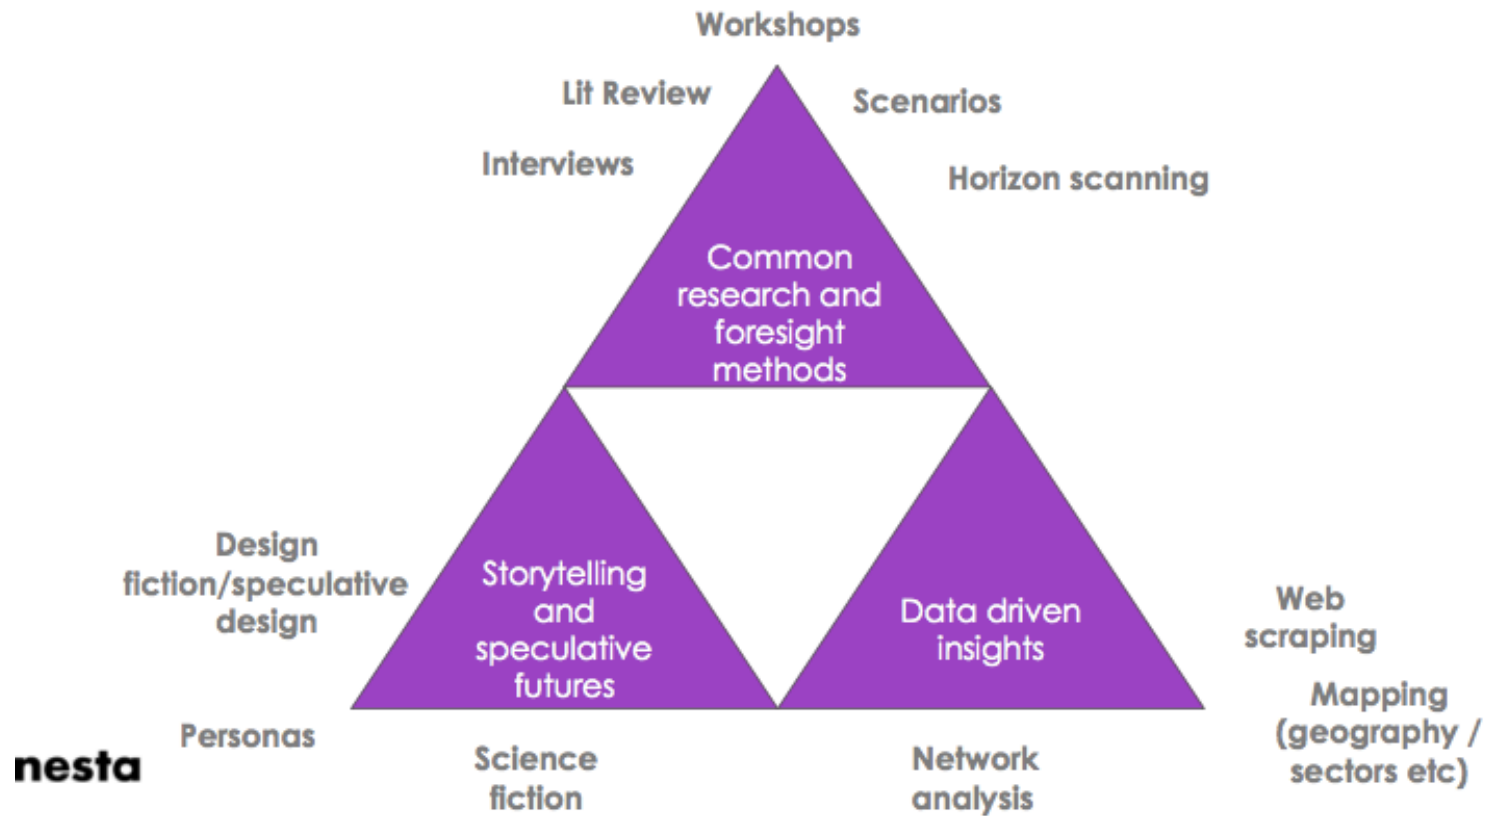 Workshops
Lit Review
Scenarios
Interviews
Horizon scanning
Common
research and
foresight
methods
Design
fiction/speculative
design
Storytelling
and
speculative
futures
Data driven
insights
Web
scraping
Mapping
(geography /
sectors etc)
Personas
Science
fiction
Network
analysis
nesta